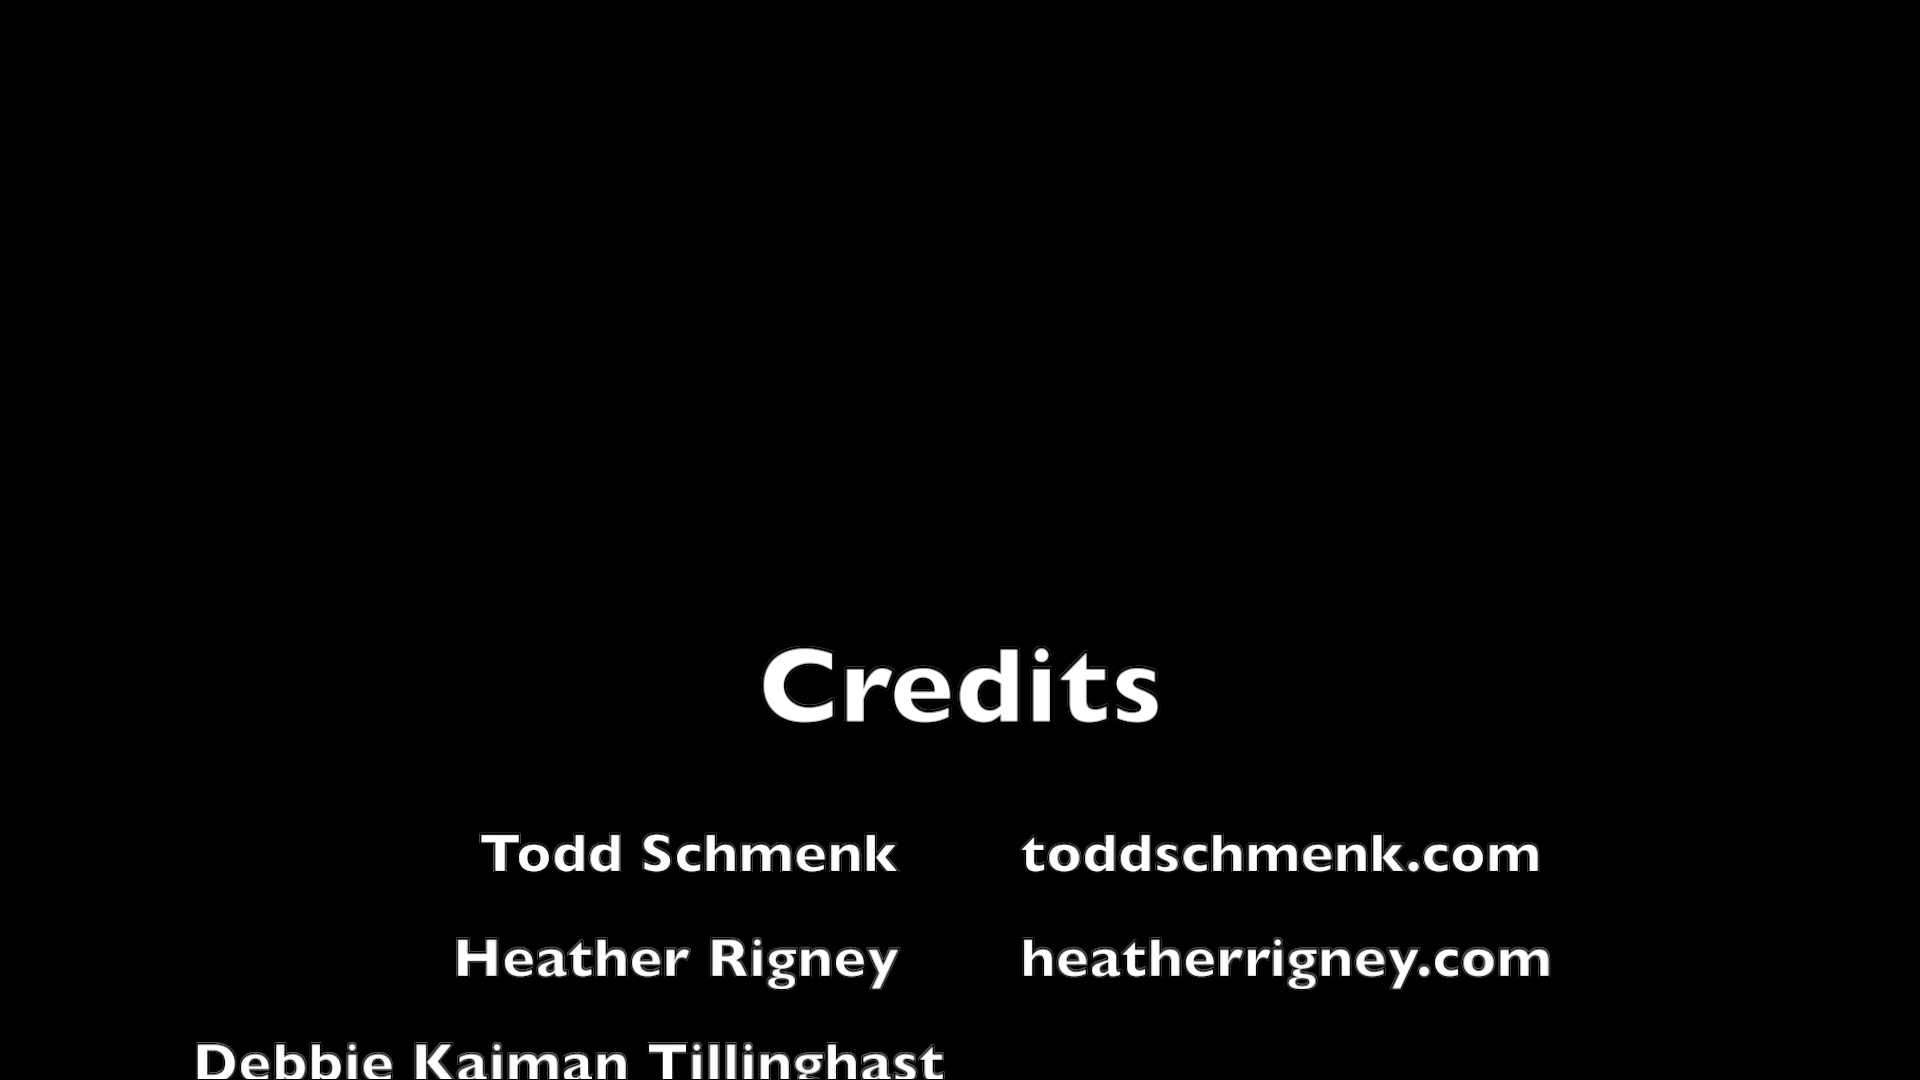 Credits
Todd Schmenk toddschmenk.com
Heather Rigney heatherrigney.com
Debbie Kaiman Tillinghast